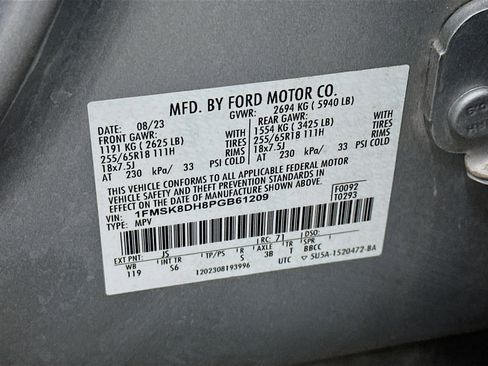 MFD. BY FORD MOTOR CO.
DATE: 08/23 GVWR: 2694 KG ( 5940 LB)
FRONT GAWR: REAR GAWR:
1191 KG ( 2625 LB) WITH 1554 KG ( 3425 LB) WITH
255/65R18 111H TIRES 255/65R18 111H TIRES
18x7.5J RIMS 18x7.5J RIMS
AT 230 kPa/ 33 PSI COLD AT 230 kPa/ 33 PSI COLD
THIS VEHICLE CONFORMS TO ALL APPLICABLE FEDERAL MOTOR
VEHICLE SAFETY AND THEFT PREVENTION STANDARDS IN EFFECT ON
THE DATE OF MANUFACTURE SHOWN ABOVE.
VIN: 1FMSK8DH8PGB61209 F0092
TYPE: MPV T0293
EXT PNT: JS RC: 71 DSO:
WB INT TR TP/PS R AXLE TR SPR
119 S6 S 3B T BBCC
1202308193996 UTC ▽ 5U5A-1520472-BA